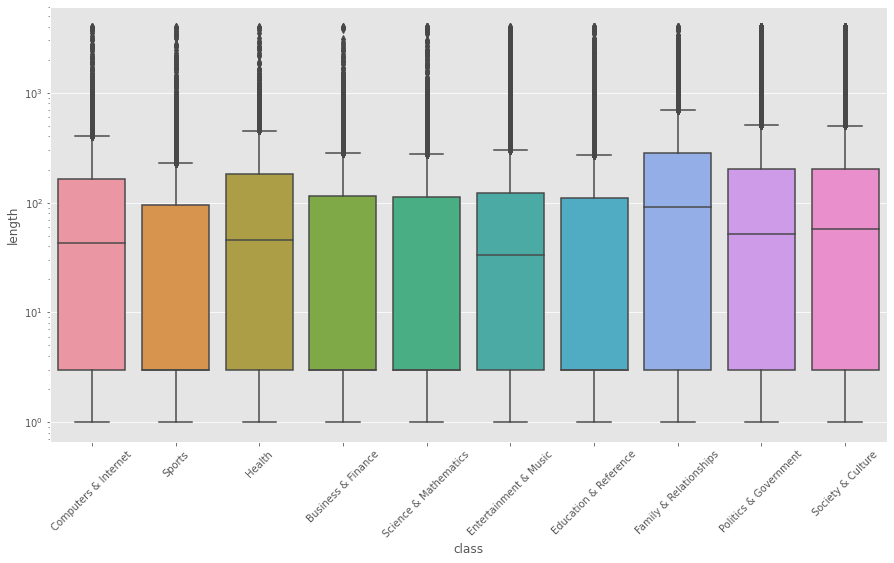 length
10³
10²
10¹
10⁰
Computers & Internet
Sports
Health
Business & Finance
Science & Mathematics
Entertainment & Music
Education & Reference
Family & Relationships
Politics & Government
Society & Culture
class